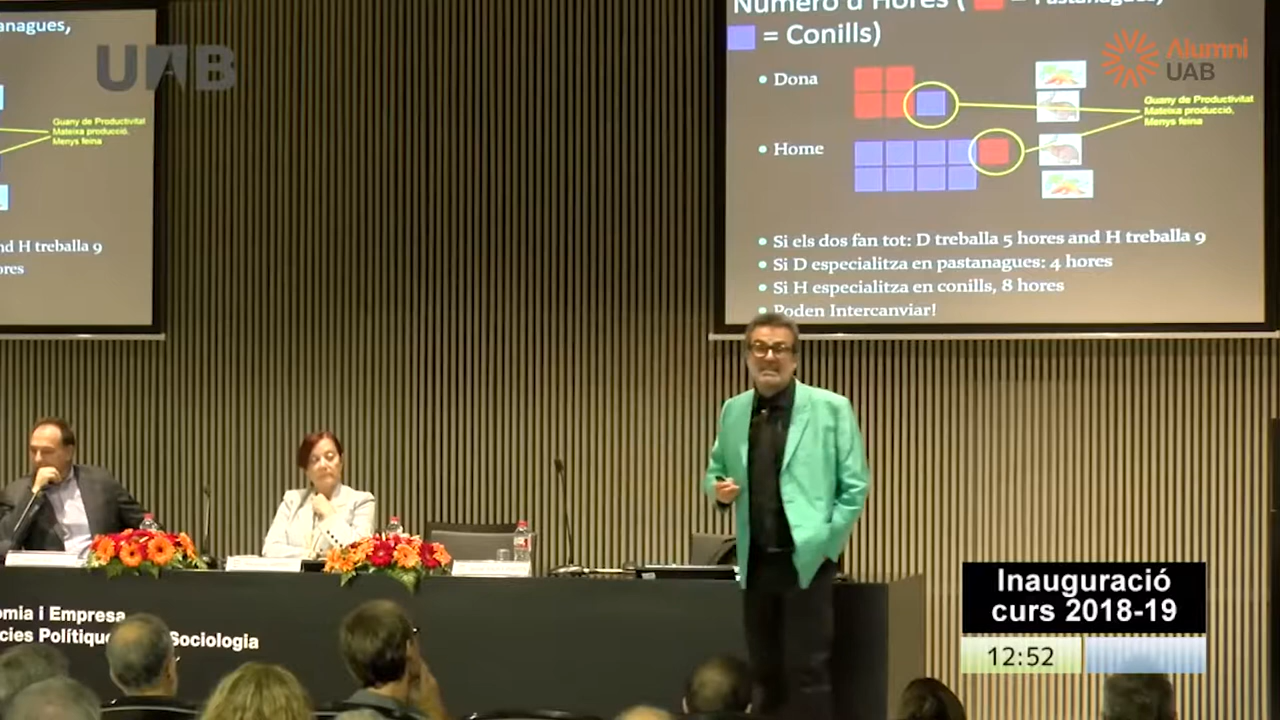 anagues,
UAB
Guany de Productivitat
Mateixa producció,
Menys feina
nd H treballa 9
ores
Número d'Hores ( = Pastanagues,
= Conills)
Alumni
UAB
• Dona
• Home
Guany de Productivitat
Mateixa producció,
Menys feina
• Si els dos fan tot: D treballa 5 hores and H treballa 9
• Si D especialitza en pastanagues: 4 hores
• Si H especialitza en conills, 8 hores
• Poden Intercanviar!
omia i Empresa
cies Polítique Sociologia
Inauguració
curs 2018-19
12:52